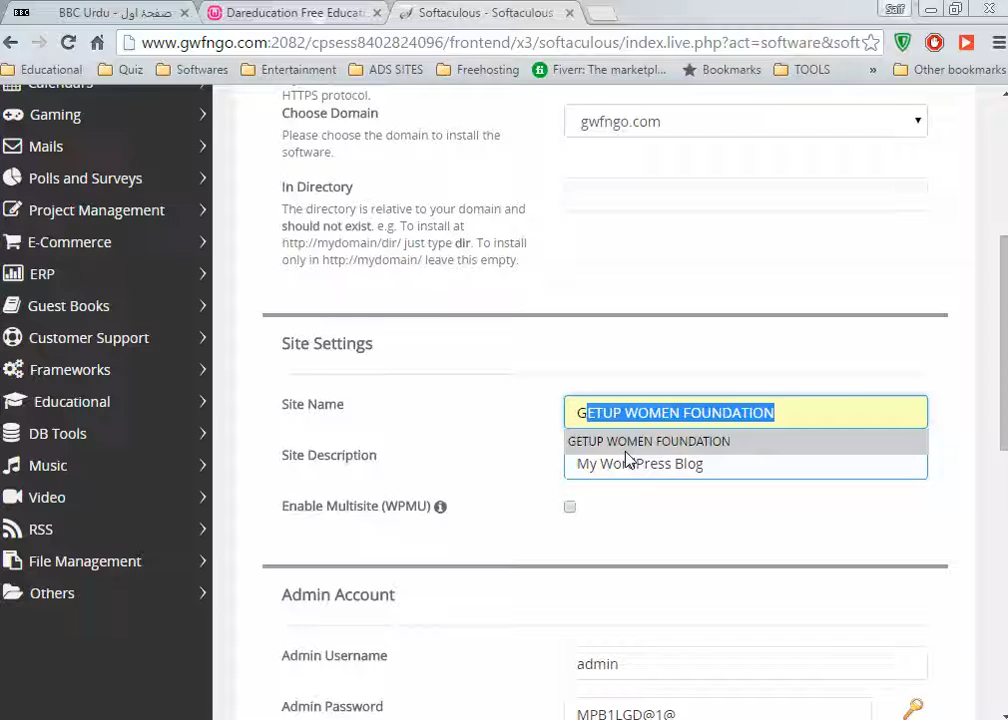 BBC Urdu - صفحۂ اول
Dareducation Free Educat
Softaculous - Softaculous
Saif
www.gwfngo.com:2082/cpsess8402824096/frontend/x3/softaculous/index.live.php?act=software&soft
Educational Quiz Softwares Entertainment ADS SITES Freehosting Fiverr: The marketpl... Bookmarks TOOLS » Other bookmarks
Calendars
Gaming
Mails
Polls and Surveys
Project Management
E-Commerce
ERP
Guest Books
Customer Support
Frameworks
Educational
DB Tools
Music
Video
RSS
File Management
Others
HTTPS protocol.
Choose Domain
Please choose the domain to install the
software.
gwfngo.com
In Directory
The directory is relative to your domain and
should not exist. e.g. To install at
http://mydomain/dir/ just type dir. To install
only in http://mydomain/ leave this empty.
Site Settings
Site Name
GETUP WOMEN FOUNDATION
GETUP WOMEN FOUNDATION
Site Description
My WordPress Blog
Enable Multisite (WPMU)
Admin Account
Admin Username
admin
Admin Password
MPB1LGD@1@